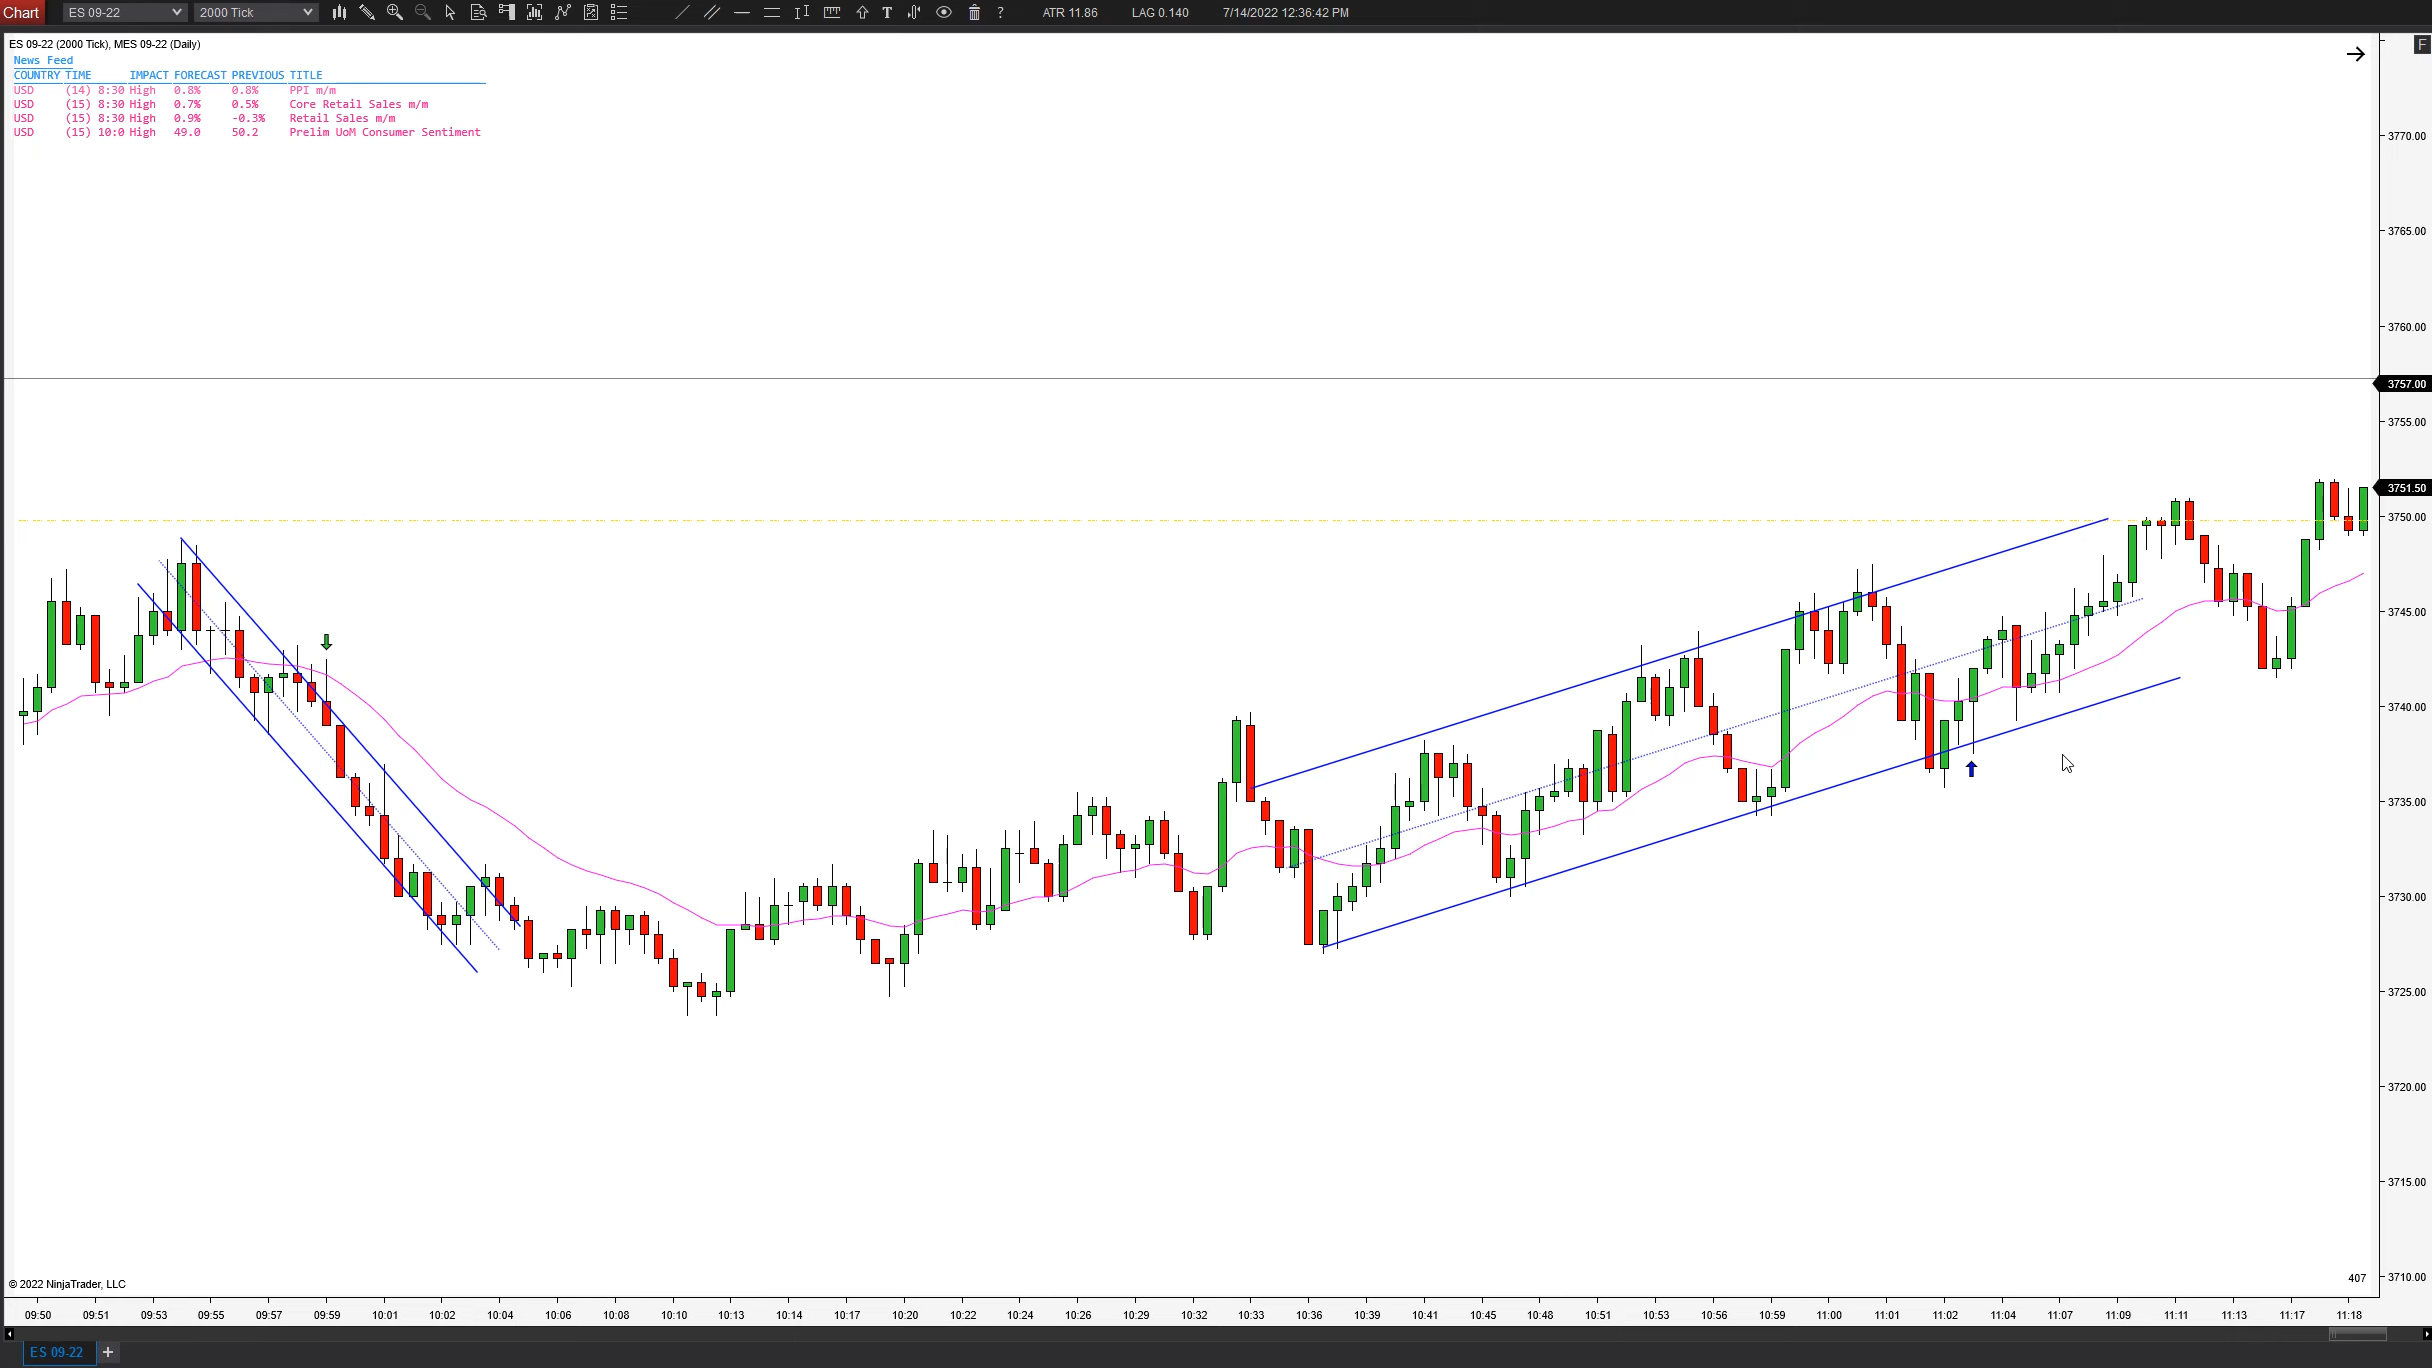 Chart ES 09-22 2000 Tick T ? ATR 11.86 LAG 0.140 7/14/2022 12:36:42 PM
ES 09-22 (2000 Tick), MES 09-22 (Daily)
F
News Feed
COUNTRY TIME IMPACT FORECAST PREVIOUS TITLE
USD (14) 8:30 High 0.8% 0.8% PPI m/m
USD (15) 8:30 High 0.7% 0.5% Core Retail Sales m/m
USD (15) 8:30 High 0.9% -0.3% Retail Sales m/m
USD (15) 10:0 High 49.0 50.2 Prelim UoM Consumer Sentiment
3770.00
3765.00
3760.00
3757.00
3755.00
3751.50
3750.00
3745.00
3740.00
3735.00
3730.00
3725.00
3720.00
3715.00
3710.00
© 2022 NinjaTrader, LLC
407
09:50 09:51 09:53 09:55 09:57 09:59 10:01 10:02 10:04 10:06 10:08 10:10 10:13 10:14 10:17 10:20 10:22 10:24 10:26 10:29 10:32 10:33 10:36 10:39 10:41 10:45 10:48 10:51 10:53 10:56 10:59 11:00 11:01 11:02 11:04 11:07 11:09 11:11 11:13 11:17 11:18
ES 09-22 +